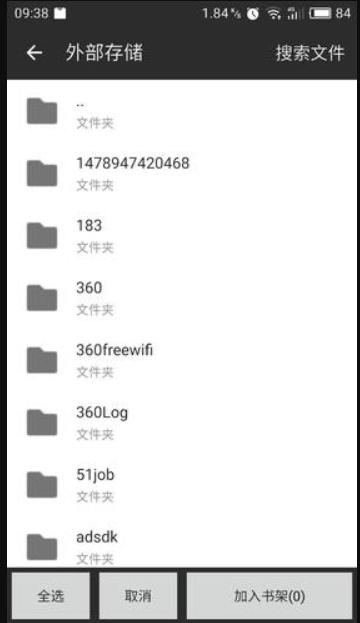 09:38 1.84 K/s 84
外部存储 搜索文件
..
文件夹
1478947420468
文件夹
183
文件夹
360
文件夹
360freewifi
文件夹
360Log
文件夹
51job
文件夹
adsdk
文件夹
全选 取消 加入书架(0)